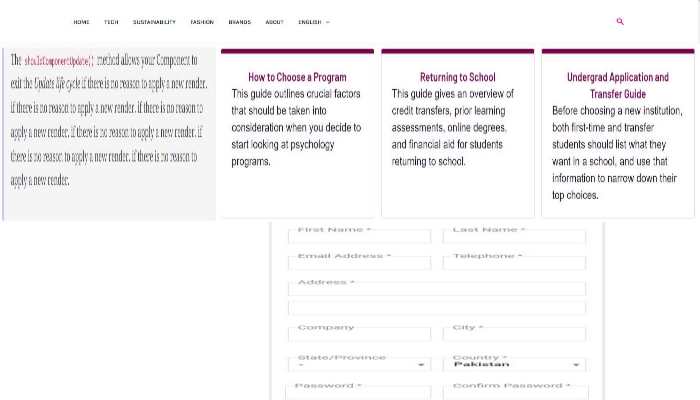 HOME TECH SUSTAINABILITY FASHION BRANDS ABOUT ENGLISH
The shouldComponentUpdate() method allows your Component to
exit the Update life cycle if there is no reason to apply a new render.
if there is no reason to apply a new render. if there is no reason to
apply a new render. if there is no reason to apply a new render. if
there is no reason to apply a new render. if there is no reason to
apply a new render.
How to Choose a Program
This guide outlines crucial factors
that should be taken into
consideration when you decide to
start looking at psychology
programs.
Returning to School
This guide gives an overview of
credit transfers, prior learning
assessments, online degrees,
and financial aid for students
returning to school.
Undergrad Application and
Transfer Guide
Before choosing a new institution,
both first-time and transfer
students should list what they
want in a school, and use that
information to narrow down their
top choices.
First Name * Last Name *
Email Address * Telephone *
Address *
Company City *
State/Province Country *
- Pakistan
Password * Confirm Password *